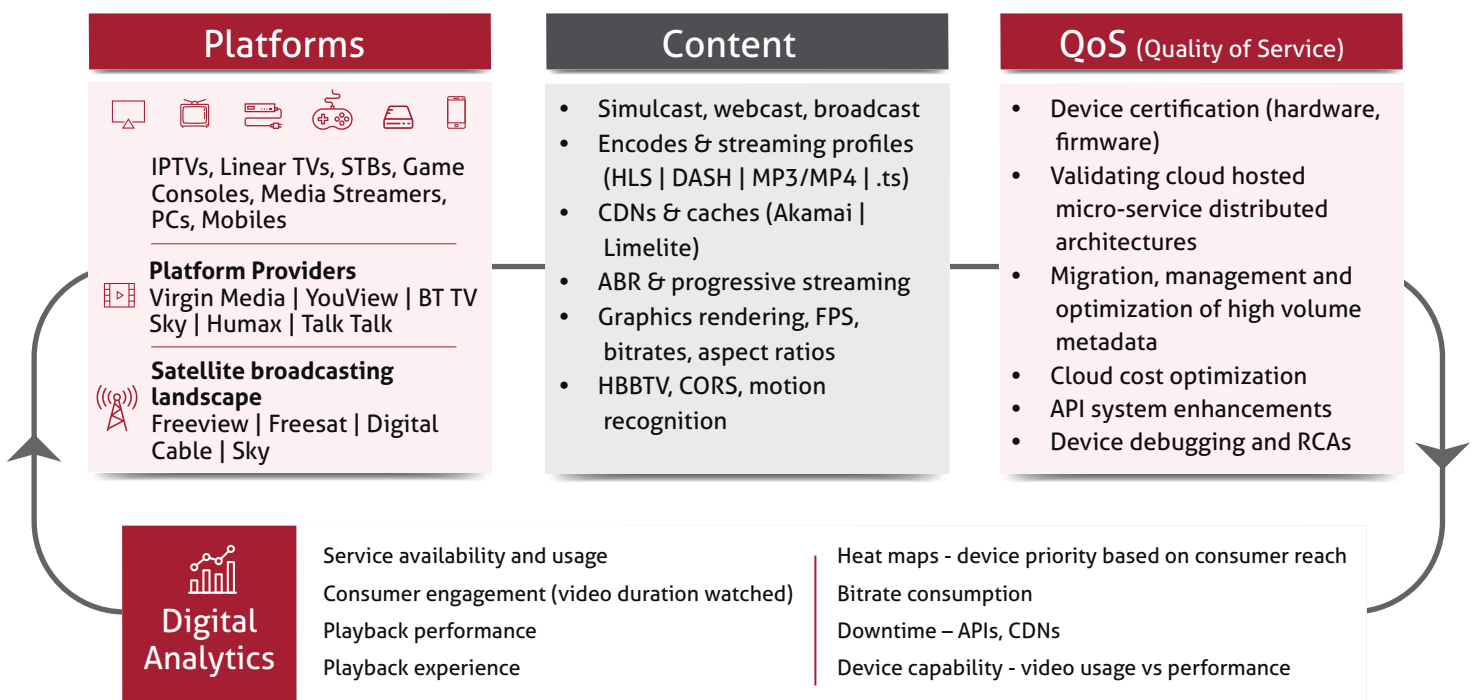 Platforms
IPTVs, Linear TVs, STBs, Game
Consoles, Media Streamers,
PCs, Mobiles
Platform Providers
Virgin Media | YouView | BT TV
Sky | Humax | Talk Talk
Satellite broadcasting
landscape
Freeview | Freesat | Digital
Cable | Sky
Content
• Simulcast, webcast, broadcast
• Encodes & streaming profiles
(HLS | DASH | MP3/MP4 | .ts)
• CDNs & caches (Akamai |
Limelite)
• ABR & progressive streaming
• Graphics rendering, FPS,
bitrates, aspect ratios
• HBBTV, CORS, motion
recognition
QoS (Quality of Service)
• Device certification (hardware,
firmware)
• Validating cloud hosted
micro-service distributed
architectures
• Migration, management and
optimization of high volume
metadata
• Cloud cost optimization
• API system enhancements
• Device debugging and RCAs
Digital
Analytics
Service availability and usage
Consumer engagement (video duration watched)
Playback performance
Playback experience
Heat maps - device priority based on consumer reach
Bitrate consumption
Downtime – APIs, CDNs
Device capability - video usage vs performance